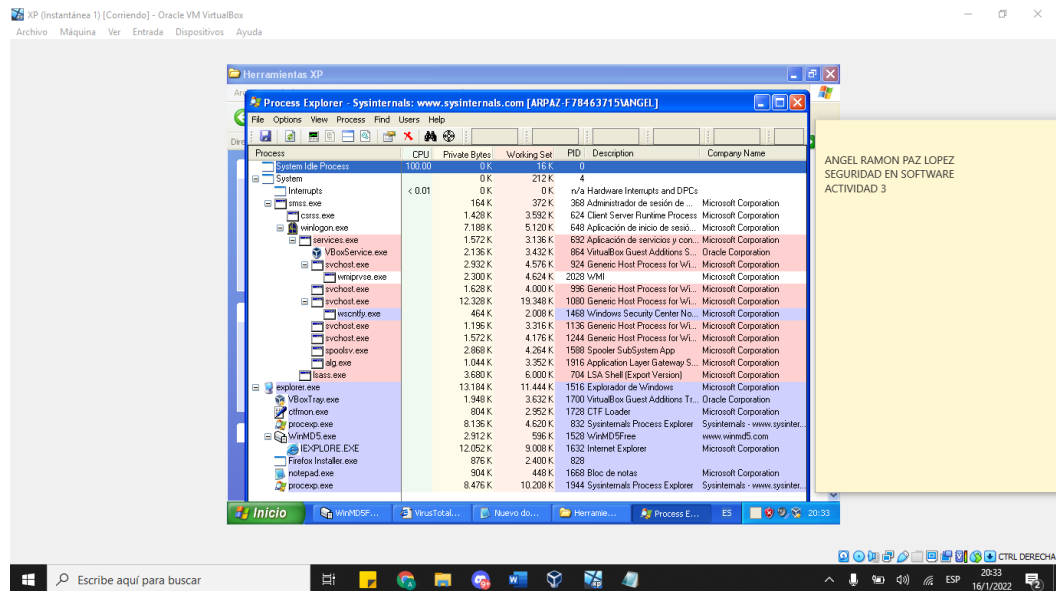 XP (Instantánea 1) [Corriendo] - Oracle VM VirtualBox
Archivo Máquina Ver Entrada Dispositivos Ayuda
Herramientas XP
Process Explorer - Sysinternals: www.sysinternals.com [ARPAZ-F78463715\ANGEL]
File Options View Process Find Users Help
Process CPU Private Bytes Working Set PID Description Company Name
System Idle Process 100.00 0 K 16 K 0
System 0 K 212 K 4
Interrupts < 0.01 0 K 0 K n/a Hardware Interrupts and DPCs
smss.exe 164 K 372 K 368 Administrador de sesión de ... Microsoft Corporation
csrss.exe 1.428 K 3.592 K 624 Client Server Runtime Process Microsoft Corporation
winlogon.exe 7.188 K 5.120 K 648 Aplicación de inicio de sesió... Microsoft Corporation
services.exe 1.572 K 3.136 K 692 Aplicación de servicios y con... Microsoft Corporation
VBoxService.exe 2.136 K 3.432 K 864 VirtualBox Guest Additions S... Oracle Corporation
svchost.exe 2.932 K 4.576 K 924 Generic Host Process for Wi... Microsoft Corporation
wmiprvse.exe 2.300 K 4.624 K 2028 WMI Microsoft Corporation
svchost.exe 1.628 K 4.000 K 996 Generic Host Process for Wi... Microsoft Corporation
svchost.exe 12.328 K 19.348 K 1080 Generic Host Process for Wi... Microsoft Corporation
wscntfy.exe 464 K 2.008 K 1468 Windows Security Center No... Microsoft Corporation
svchost.exe 1.196 K 3.316 K 1136 Generic Host Process for Wi... Microsoft Corporation
svchost.exe 1.572 K 4.176 K 1244 Generic Host Process for Wi... Microsoft Corporation
spoolsv.exe 2.868 K 4.264 K 1588 Spooler SubSystem App Microsoft Corporation
alg.exe 1.044 K 3.352 K 1916 Application Layer Gateway S... Microsoft Corporation
lsass.exe 3.680 K 6.000 K 704 LSA Shell (Export Version) Microsoft Corporation
explorer.exe 13.184 K 11.444 K 1516 Explorador de Windows Microsoft Corporation
VBoxTray.exe 1.948 K 3.632 K 1700 VirtualBox Guest Additions Tr... Oracle Corporation
ctfmon.exe 804 K 2.952 K 1728 CTF Loader Microsoft Corporation
procexp.exe 8.136 K 4.620 K 832 Sysinternals Process Explorer Sysinternals - www.sysinter...
WinMD5.exe 2.912 K 596 K 1528 WinMD5Free www.winmd5.com
IEXPLORE.EXE 12.052 K 9.008 K 1632 Internet Explorer Microsoft Corporation
Firefox Installer.exe 876 K 2.400 K 828
notepad.exe 904 K 448 K 1668 Bloc de notas Microsoft Corporation
procexp.exe 8.476 K 10.208 K 1944 Sysinternals Process Explorer Sysinternals - www.sysinter...
ANGEL RAMON PAZ LOPEZ
SEGURIDAD EN SOFTWARE
ACTIVIDAD 3
Inicio WinMD5F... VirusTotal... Nuevo do... Herramie... Process E... ES 20:33
CTRL DERECHA
Escribe aquí para buscar
ESP
20:33
16/1/2022
2